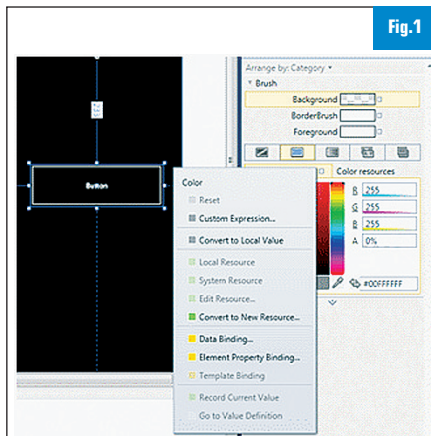 Fig.1
Arrange by: Category
Brush
Background
BorderBrush
Foreground
Button
Color
Color resources
Reset
Custom Expression...
Convert to Local Value
Local Resource
System Resource
Edit Resource...
Convert to New Resource...
Data Binding...
Element Property Binding...
Template Binding
Record Current Value
Go to Value Definition
R 255
G 255
B 255
A 0%
#00FFFFFF